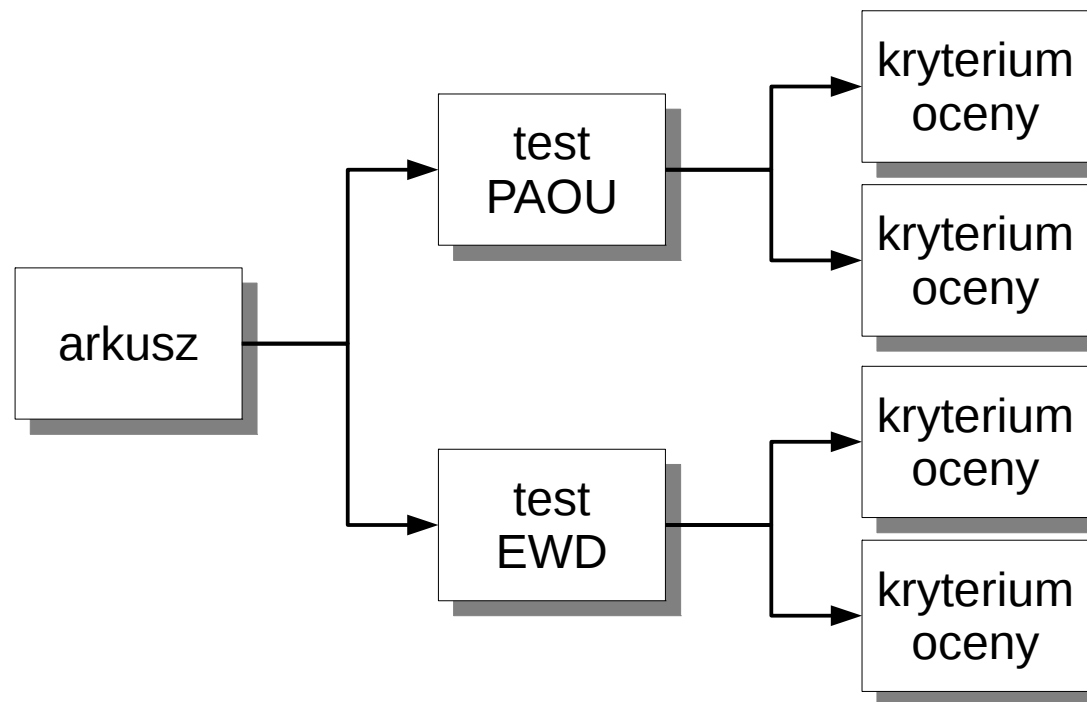 arkusz
test
PAOU
test
EWD
kryterium
oceny
kryterium
oceny
kryterium
oceny
kryterium
oceny